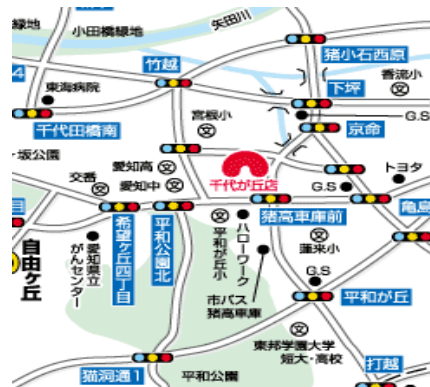 緑地
小田橋緑地
矢田川
猪小石西原
竹越
4
香流小
下坪
東海病院
宮根小
G.S
千代田橋南
京命
ヶ坂公園
愛知高
千代が丘店
トヨタ
交番
愛知中
G.S
目
希望ヶ丘四丁目
平和公園北
平和が丘小
ハローワーク
猪高車庫前
亀島
自由ヶ丘
愛知県立
がんセンター
蓬来小
市バス
猪高車庫
G.S
平和が丘
東邦学園大学
短大・高校
打越
猫洞通1
平和公園